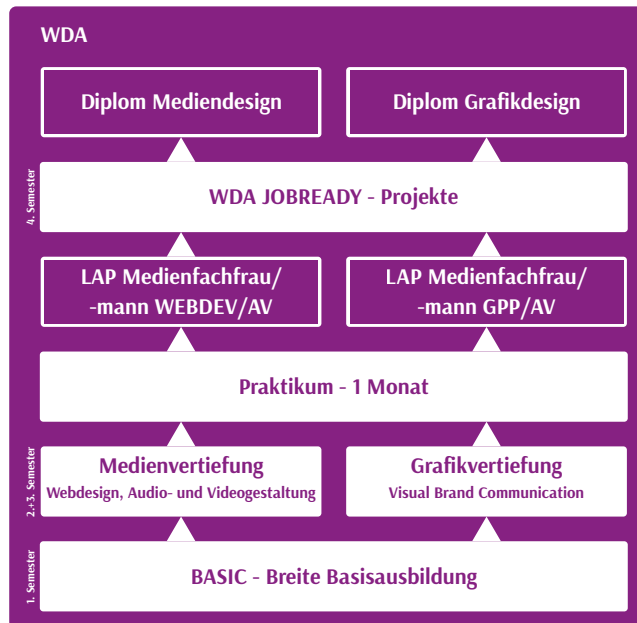 WDA
Diplom Mediendesign
Diplom Grafikdesign
4. Semester
WDA JOBREADY - Projekte
LAP Medienfachfrau/
-mann WEBDEV/AV
LAP Medienfachfrau/
-mann GPP/AV
Praktikum - 1 Monat
2.+3. Semester
Medienvertiefung
Webdesign, Audio- und Videogestaltung
Grafikvertiefung
Visual Brand Communication
1. Semester
BASIC - Breite Basisausbildung